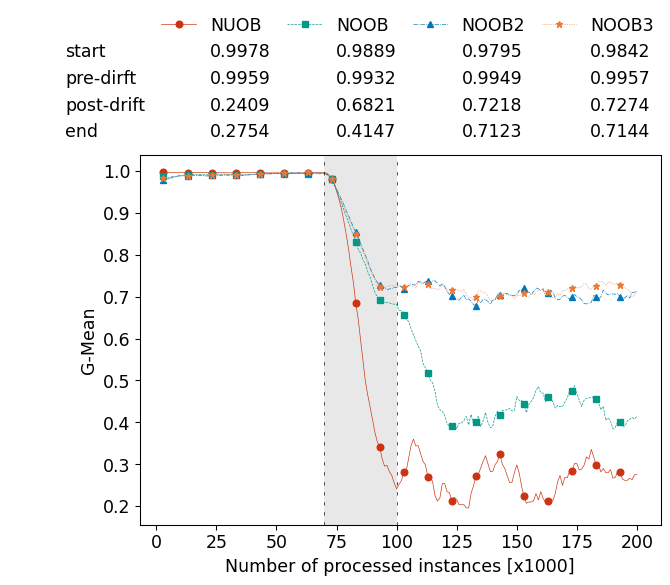 NUOB NOOB NOOB2 NOOB3
start 0.9978 0.9889 0.9795 0.9842
pre-dirft 0.9959 0.9932 0.9949 0.9957
post-drift 0.2409 0.6821 0.7218 0.7274
end 0.2754 0.4147 0.7123 0.7144
1.0
0.9
0.8
0.7
0.6
0.5
0.4
0.3
0.2
G-Mean
0 25 50 75 100 125 150 175 200
Number of processed instances [x1000]